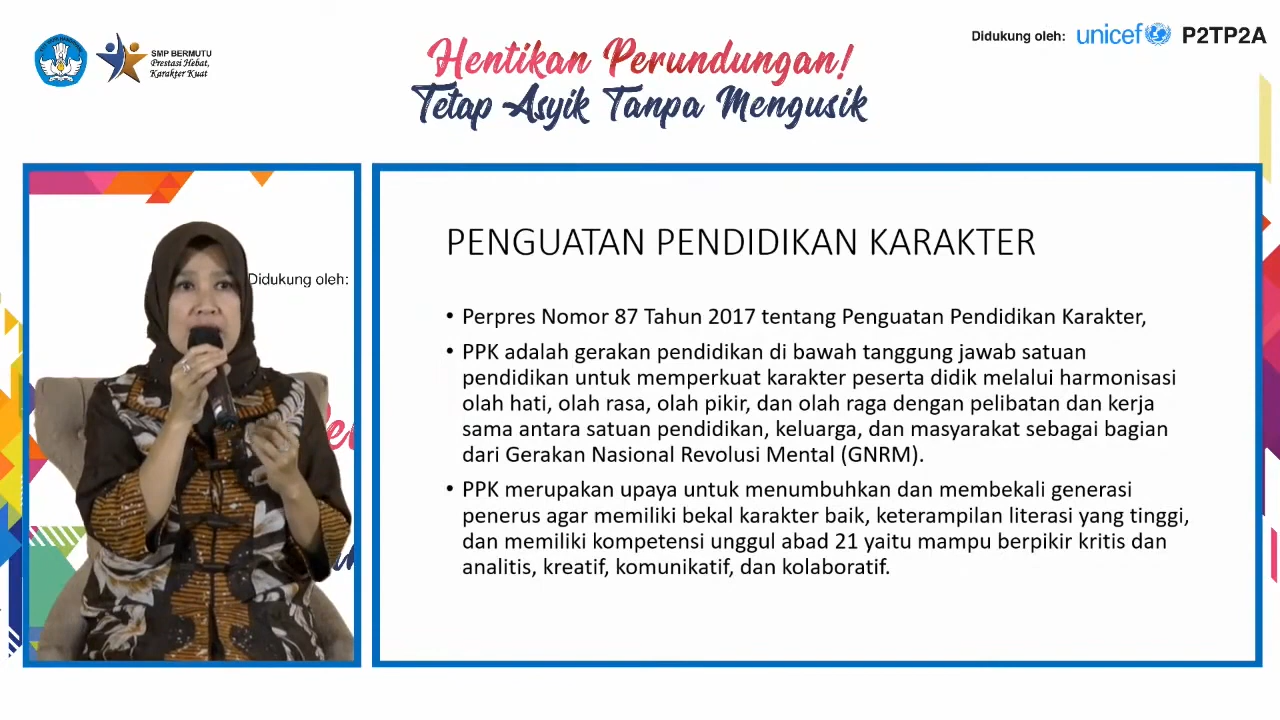 SMP BERMUTU
Prestasi Hebat,
Karakter Kuat
Hentikan Perundungan!
Tetap Asyik Tanpa Mengusik
Didukung oleh: unicef P2TP2A
Didukung oleh:
PENGUATAN PENDIDIKAN KARAKTER
• Perpres Nomor 87 Tahun 2017 tentang Penguatan Pendidikan Karakter,
• PPK adalah gerakan pendidikan di bawah tanggung jawab satuan
pendidikan untuk memperkuat karakter peserta didik melalui harmonisasi
olah hati, olah rasa, olah pikir, dan olah raga dengan pelibatan dan kerja
sama antara satuan pendidikan, keluarga, dan masyarakat sebagai bagian
dari Gerakan Nasional Revolusi Mental (GNRM).
• PPK merupakan upaya untuk menumbuhkan dan membekali generasi
penerus agar memiliki bekal karakter baik, keterampilan literasi yang tinggi,
dan memiliki kompetensi unggul abad 21 yaitu mampu berpikir kritis dan
analitis, kreatif, komunikatif, dan kolaboratif.